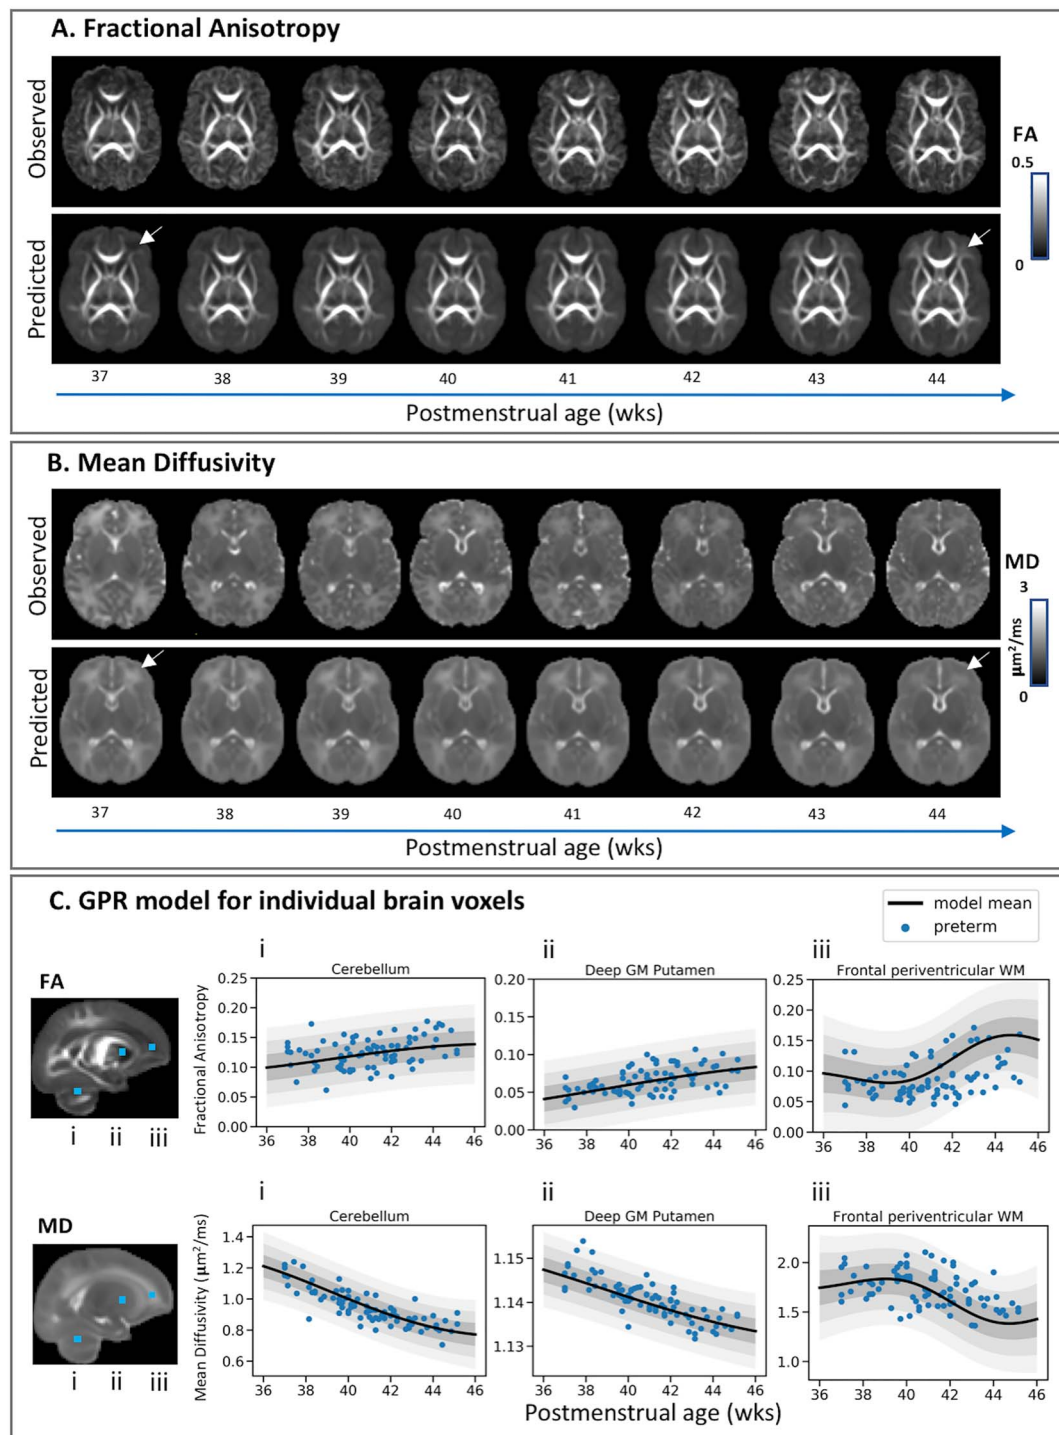 A. Fractional Anisotropy
Observed
Predicted
FA
0.5
0
37 38 39 40 41 42 43 44
Postmenstrual age (wks)
B. Mean Diffusivity
Observed
Predicted
MD
3
µm²/ms
0
37 38 39 40 41 42 43 44
Postmenstrual age (wks)
C. GPR model for individual brain voxels
model mean
preterm
FA
i ii iii
i
Cerebellum
Fractional Anisotropy
0.25
0.20
0.15
0.10
0.05
0.00
36 38 40 42 44 46
ii
Deep GM Putamen
0.20
0.15
0.10
0.05
0.00
36 38 40 42 44 46
iii
Frontal periventricular WM
0.25
0.20
0.15
0.10
0.05
0.00
36 38 40 42 44 46
MD
i ii iii
i
Cerebellum
Mean Diffusivity (µm²/ms)
1.4
1.2
1.0
0.8
0.6
36 38 40 42 44 46
ii
Deep GM Putamen
1.15
1.14
1.13
36 38 40 42 44 46
iii
Frontal periventricular WM
2.0
1.5
1.0
36 38 40 42 44 46
Postmenstrual age (wks)